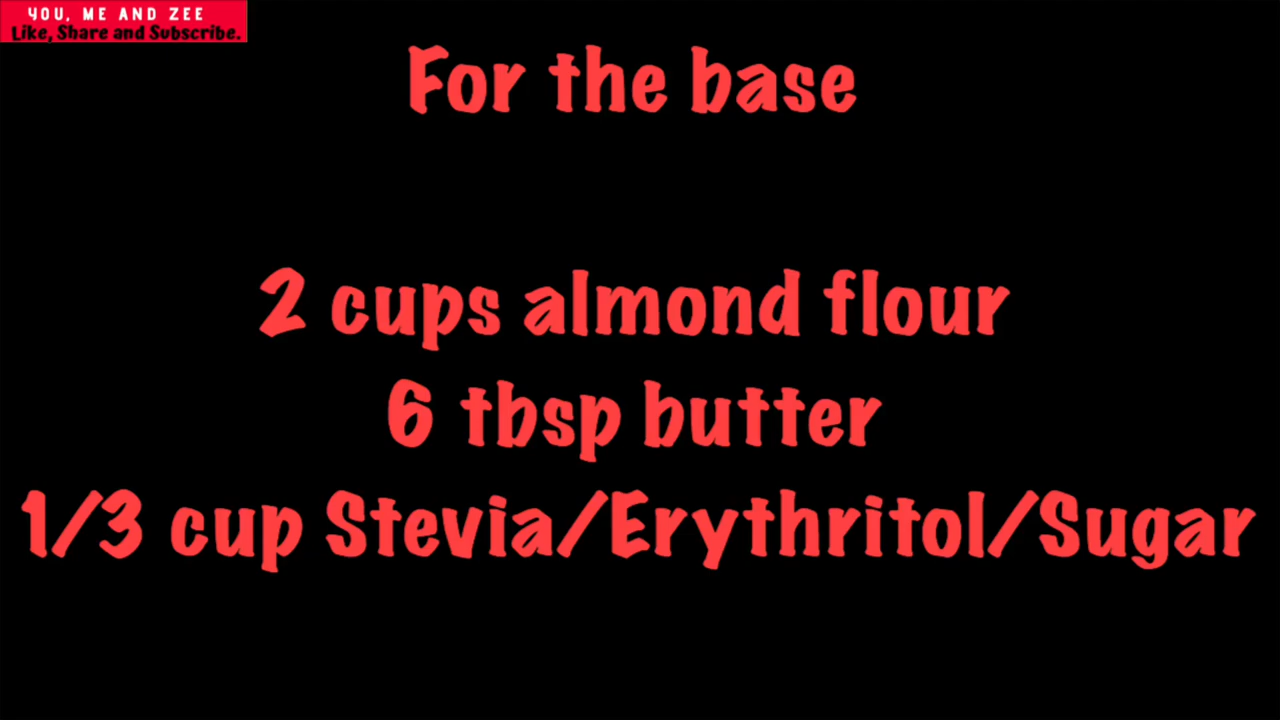 YOU, ME AND ZEE
Like, Share and Subscribe.
For the base
2 cups almond flour
6 tbsp butter
1/3 cup Stevia/Erythritol/Sugar